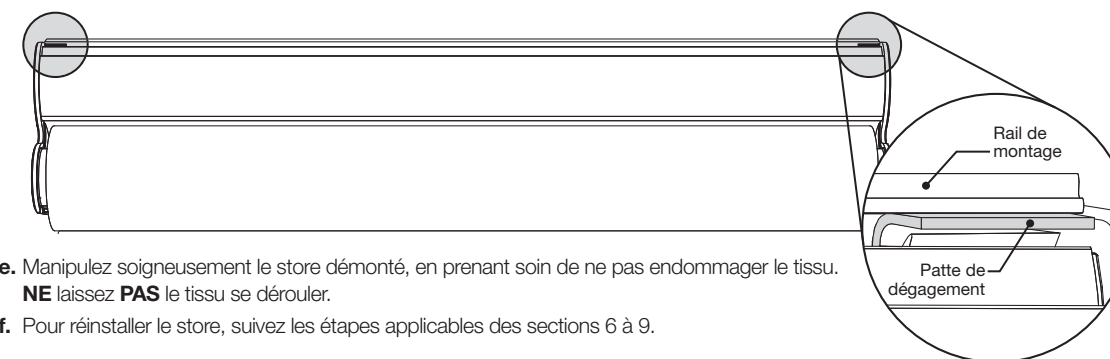 Rail de
montage
Patte de
dégagement
e. Manipulez soigneusement le store démonté, en prenant soin de ne pas endommager le tissu.
NE laissez PAS le tissu se dérouler.
f. Pour réinstaller le store, suivez les étapes applicables des sections 6 à 9.